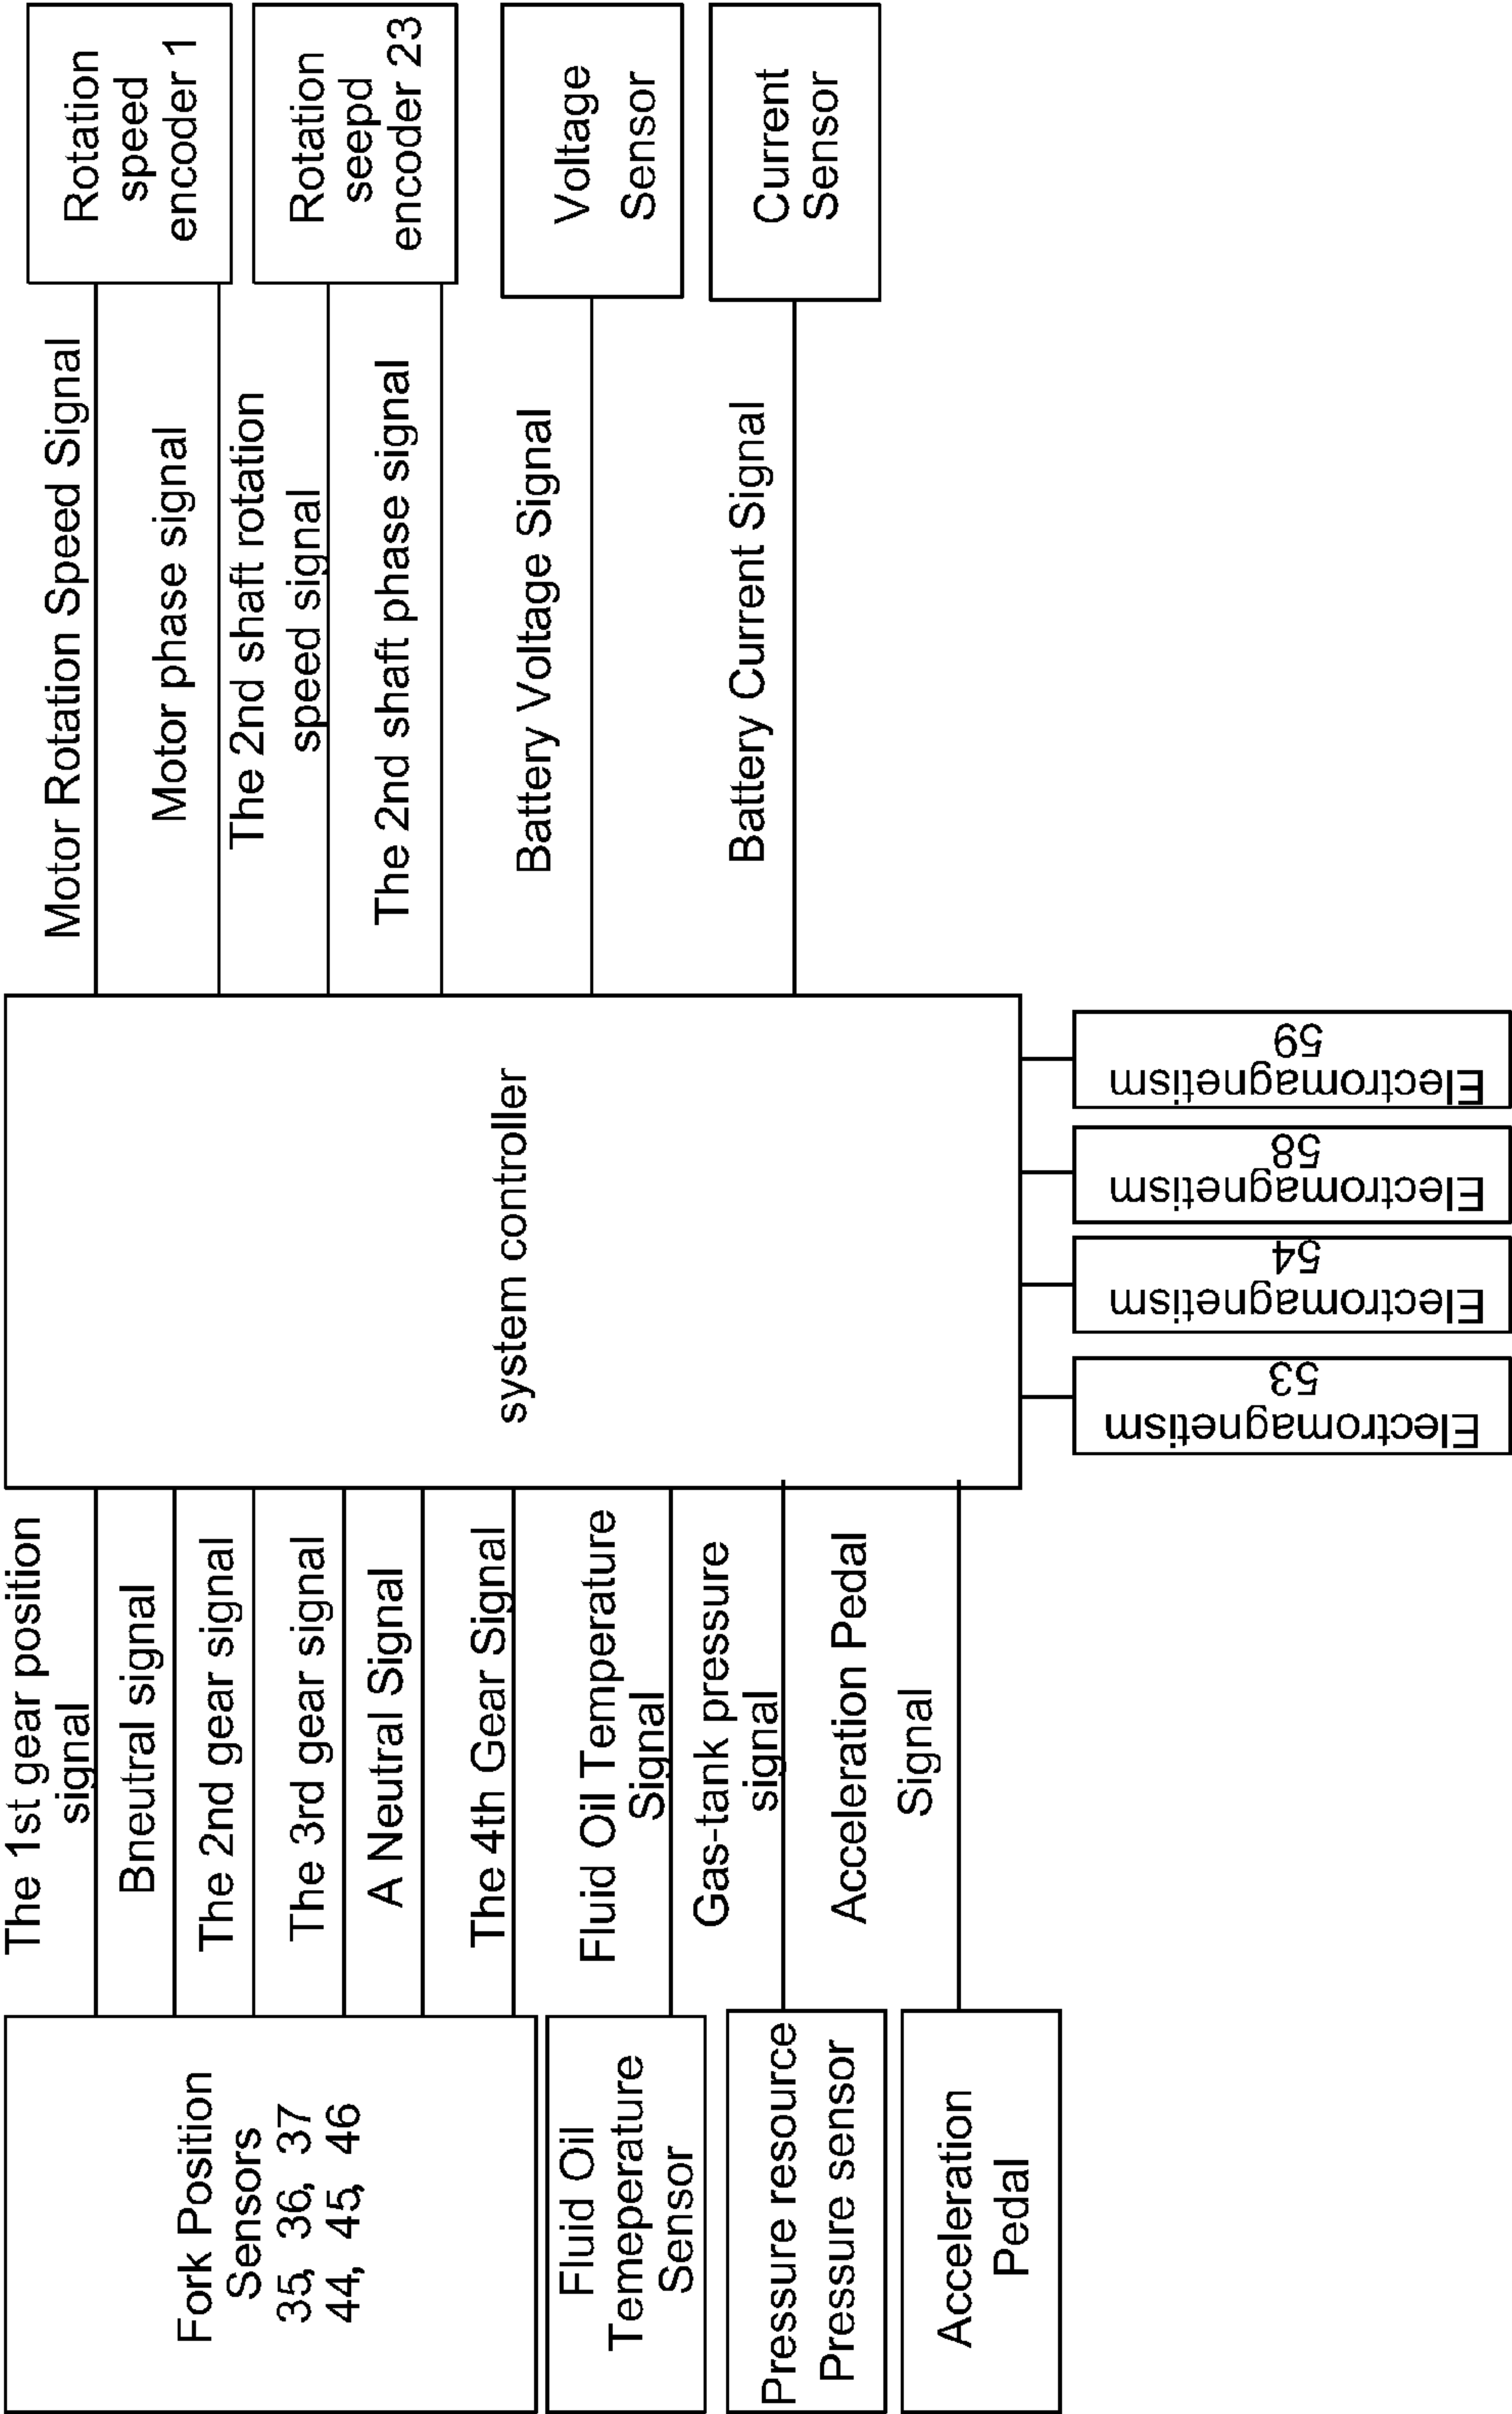 Fork Position
Sensors
35, 36, 37
44, 45, 46
Fluid Oil
Temeperature
Sensor
Pressure resource
Pressure sensor
Acceleration
Pedal
The 1st gear position
signal
Bneutral signal
The 2nd gear signal
The 3rd gear signal
A Neutral Signal
The 4th Gear Signal
Fluid Oil Temperature
Signal
Gas-tank pressure
signal
Acceleration Pedal
Signal
system controller
Electromagnetism
53
Electromagnetism
54
Electromagnetism
58
Electromagnetism
59
Motor Rotation Speed Signal
Motor phase signal
The 2nd shaft rotation
speed signal
The 2nd shaft phase signal
Battery Voltage Signal
Battery Current Signal
Rotation
speed
encoder 1
Rotation
seepd
encoder 23
Voltage
Sensor
Current
Sensor